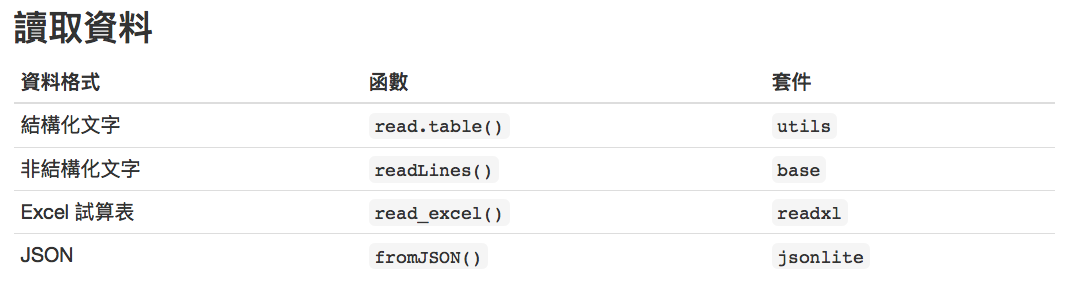 讀取資料
資料格式 函數 套件
結構化文字 read.table() utils
非結構化文字 readLines() base
Excel 試算表 read_excel() readxl
JSON fromJSON() jsonlite